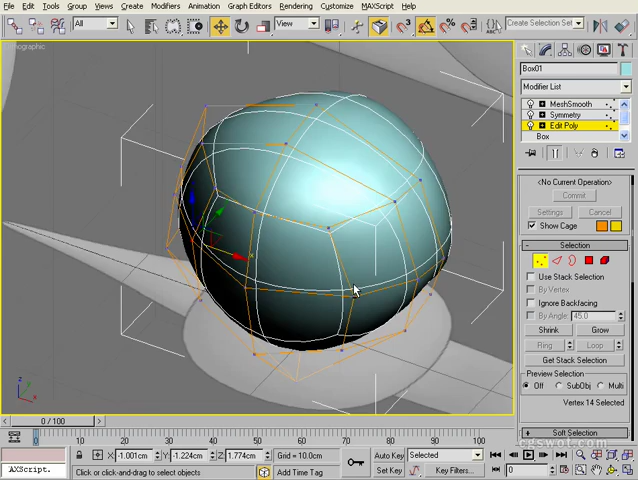 File Edit Tools Group Views Create Modifiers Animation Graph Editors Rendering Customize MAXScript Help
All
View
3
Create Selection Set
Box01
Modifier List
MeshSmooth
Symmetry
Edit Poly
Box
<No Current Operation>
Commit
Settings Cancel
Show Cage
Selection
Use Stack Selection
By Vertex
Ignore Backfacing
By Angle: 45.0
Shrink Grow
Ring Loop
Get Stack Selection
Preview Selection
Off SubObj Multi
Vertex 14 Selected
Soft Selection
cgswot.com
x
z
x
0 / 100
0 10 20 30 40 50 60 70 80 90 100
X: -1.001cm Y: -1.224cm Z: 1.774cm Grid = 10.0cm
Auto Key Selected
Set Key Key Filters... 0
AXScript. Click or click-and-drag to select objects Add Time Tag